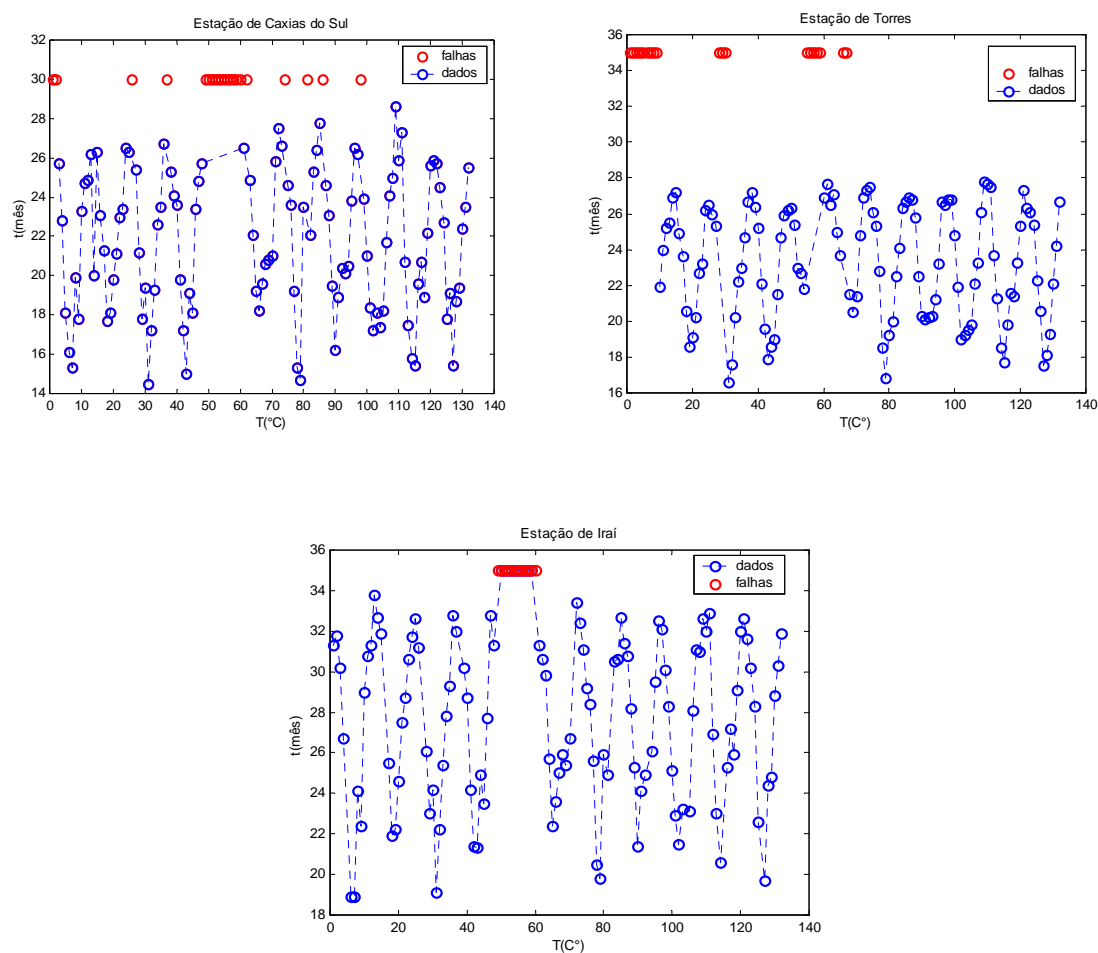 Estação de Caxias do Sul
32
30
28
26
24
22
20
18
16
14
t(mês)
falhas
dados
0 10 20 30 40 50 60 70 80 90 100 110 120 130 140
T(°C)
Estação de Torres
36
34
32
30
28
26
24
22
20
18
16
t(mês)
falhas
dados
0 20 40 60 80 100 120 140
T(C°)
Estação de Iraí
36
34
32
30
28
26
24
22
20
18
t(mês)
dados
falhas
0 20 40 60 80 100 120 140
T(C°)